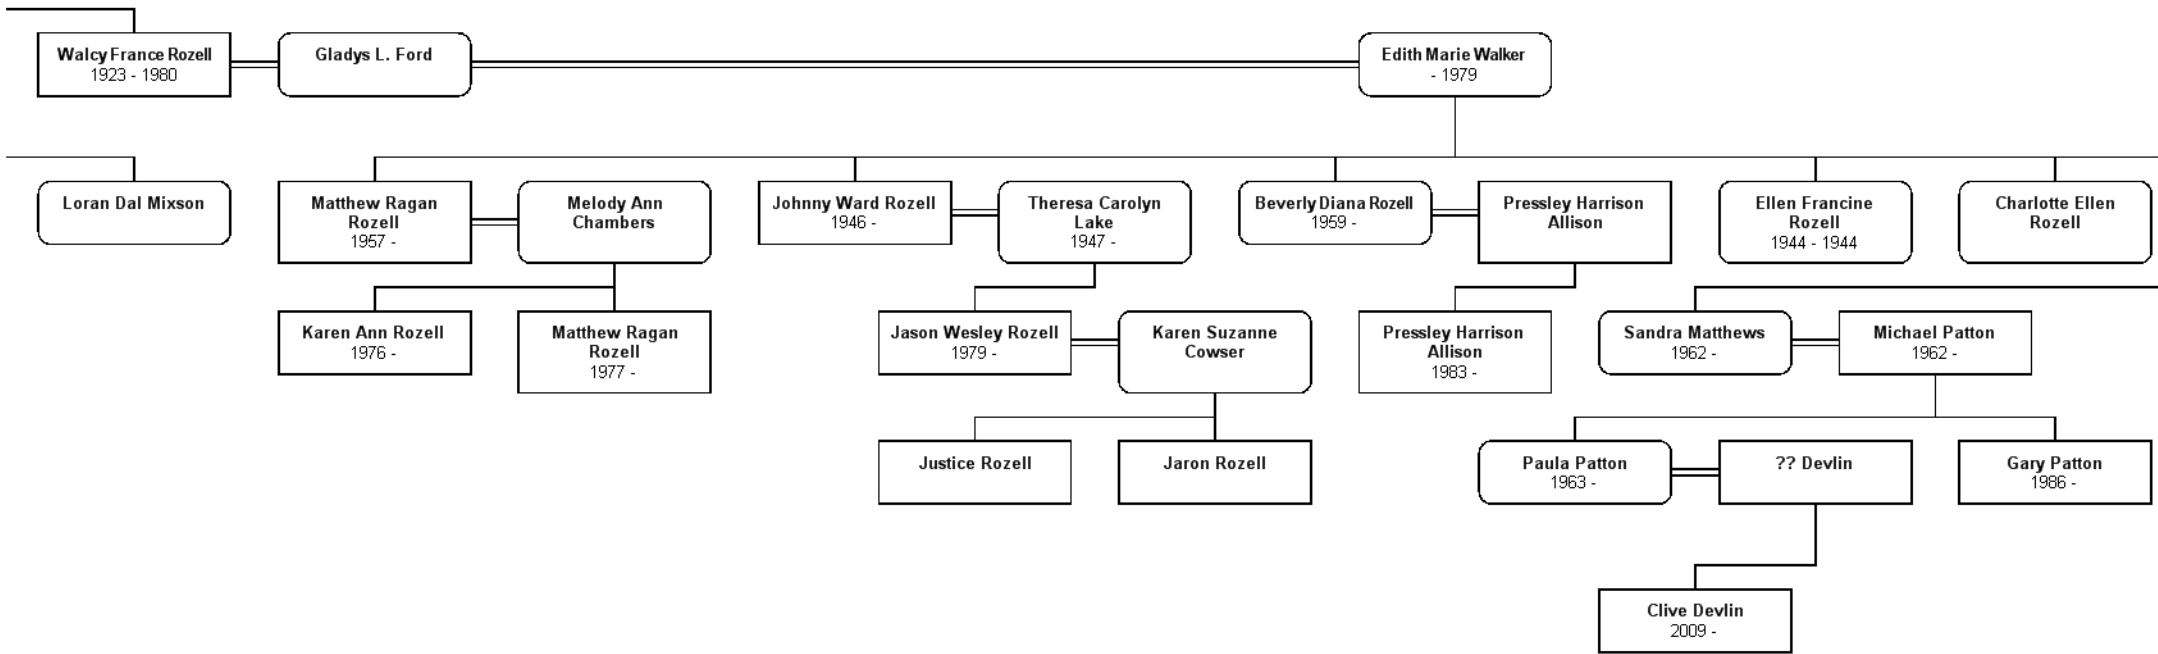 Walcy France Rozell
1923 - 1980
Gladys L. Ford
Edith Marie Walker
- 1979
Loran Dal Mixson
Matthew Ragan
Rozell
1957 -
Melody Ann
Chambers
Johnny Ward Rozell
1946 -
Theresa Carolyn
Lake
1947 -
Beverly Diana Rozell
1959 -
Pressley Harrison
Allison
Ellen Francine
Rozell
1944 - 1944
Charlotte Ellen
Rozell
Karen Ann Rozell
1976 -
Matthew Ragan
Rozell
1977 -
Jason Wesley Rozell
1979 -
Karen Suzanne
Cowser
Pressley Harrison
Allison
1983 -
Sandra Matthews
1962 -
Michael Patton
1962 -
Justice Rozell
Jaron Rozell
Paula Patton
1963 -
?? Devlin
Gary Patton
1986 -
Clive Devlin
2009 -